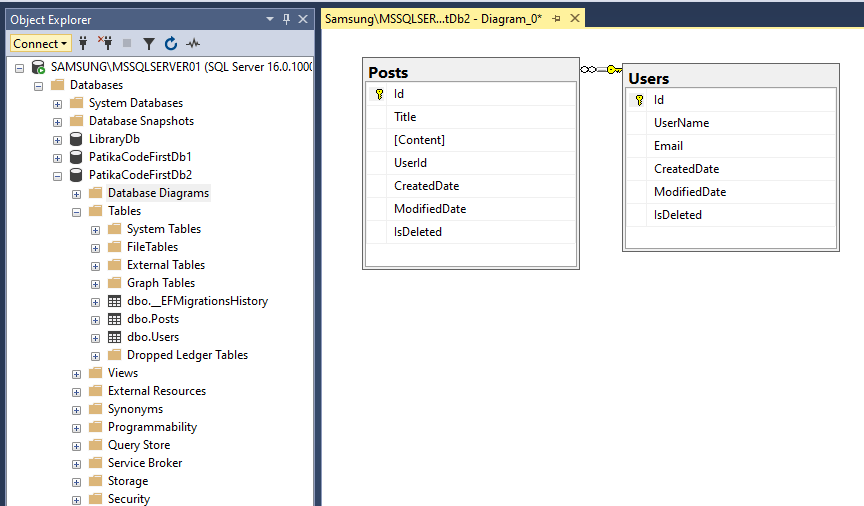 Object Explorer
Connect
SAMSUNG\MSSQLSERVER01 (SQL Server 16.0.1000
Databases
System Databases
Database Snapshots
LibraryDb
PatikaCodeFirstDb1
PatikaCodeFirstDb2
Database Diagrams
Tables
System Tables
FileTables
External Tables
Graph Tables
dbo.__EFMigrationsHistory
dbo.Posts
dbo.Users
Dropped Ledger Tables
Views
External Resources
Synonyms
Programmability
Query Store
Service Broker
Storage
Security
Samsung\MSSQLSER...tDb2 - Diagram_0*
Posts
Id
Title
[Content]
UserId
CreatedDate
ModifiedDate
IsDeleted
Users
Id
UserName
Email
CreatedDate
ModifiedDate
IsDeleted